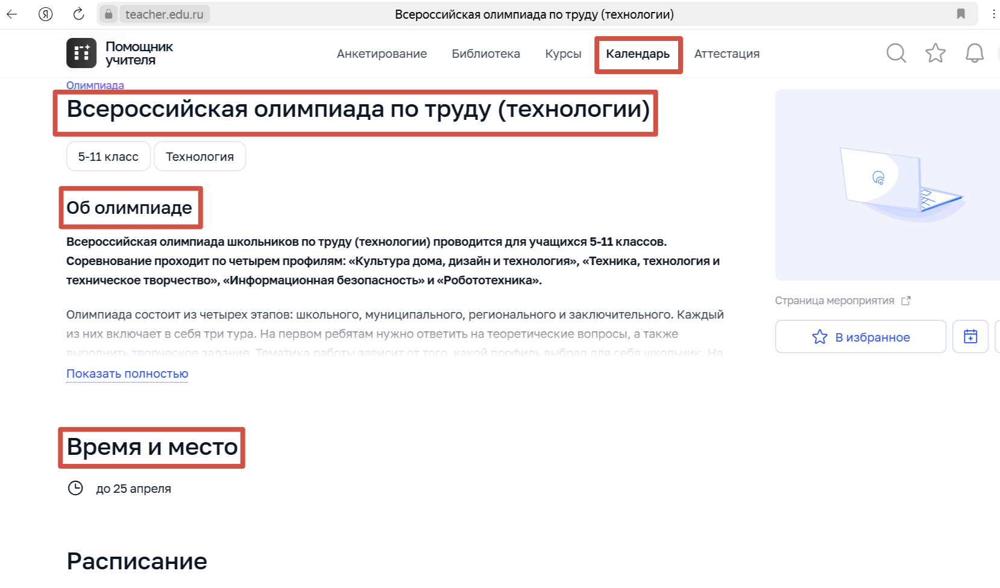 teacher.edu.ru
Всероссийская олимпиада по труду (технологии)
Помощник
учителя
Анкетирование
Библиотека
Курсы
Календарь
Аттестация
Олимпиада
Всероссийская олимпиада по труду (технологии)
5-11 класс
Технология
Об олимпиаде
Всероссийская олимпиада школьников по труду (технологии) проводится для учащихся 5-11 классов.
Соревнование проходит по четырем профилям: «Культура дома, дизайн и технология», «Техника, технология и
техническое творчество», «Информационная безопасность» и «Робототехника».
Олимпиада состоит из четырех этапов: школьного, муниципального, регионального и заключительного. Каждый
из них включает в себя три тура. На первом ребятам нужно ответить на теоретические вопросы, а также
выполнить творческое задание. Тематика работы зависит от того, какой профиль выбрал для себя школьник. На
Показать полностью
Страница мероприятия
В избранное
Время и место
до 25 апреля
Расписание